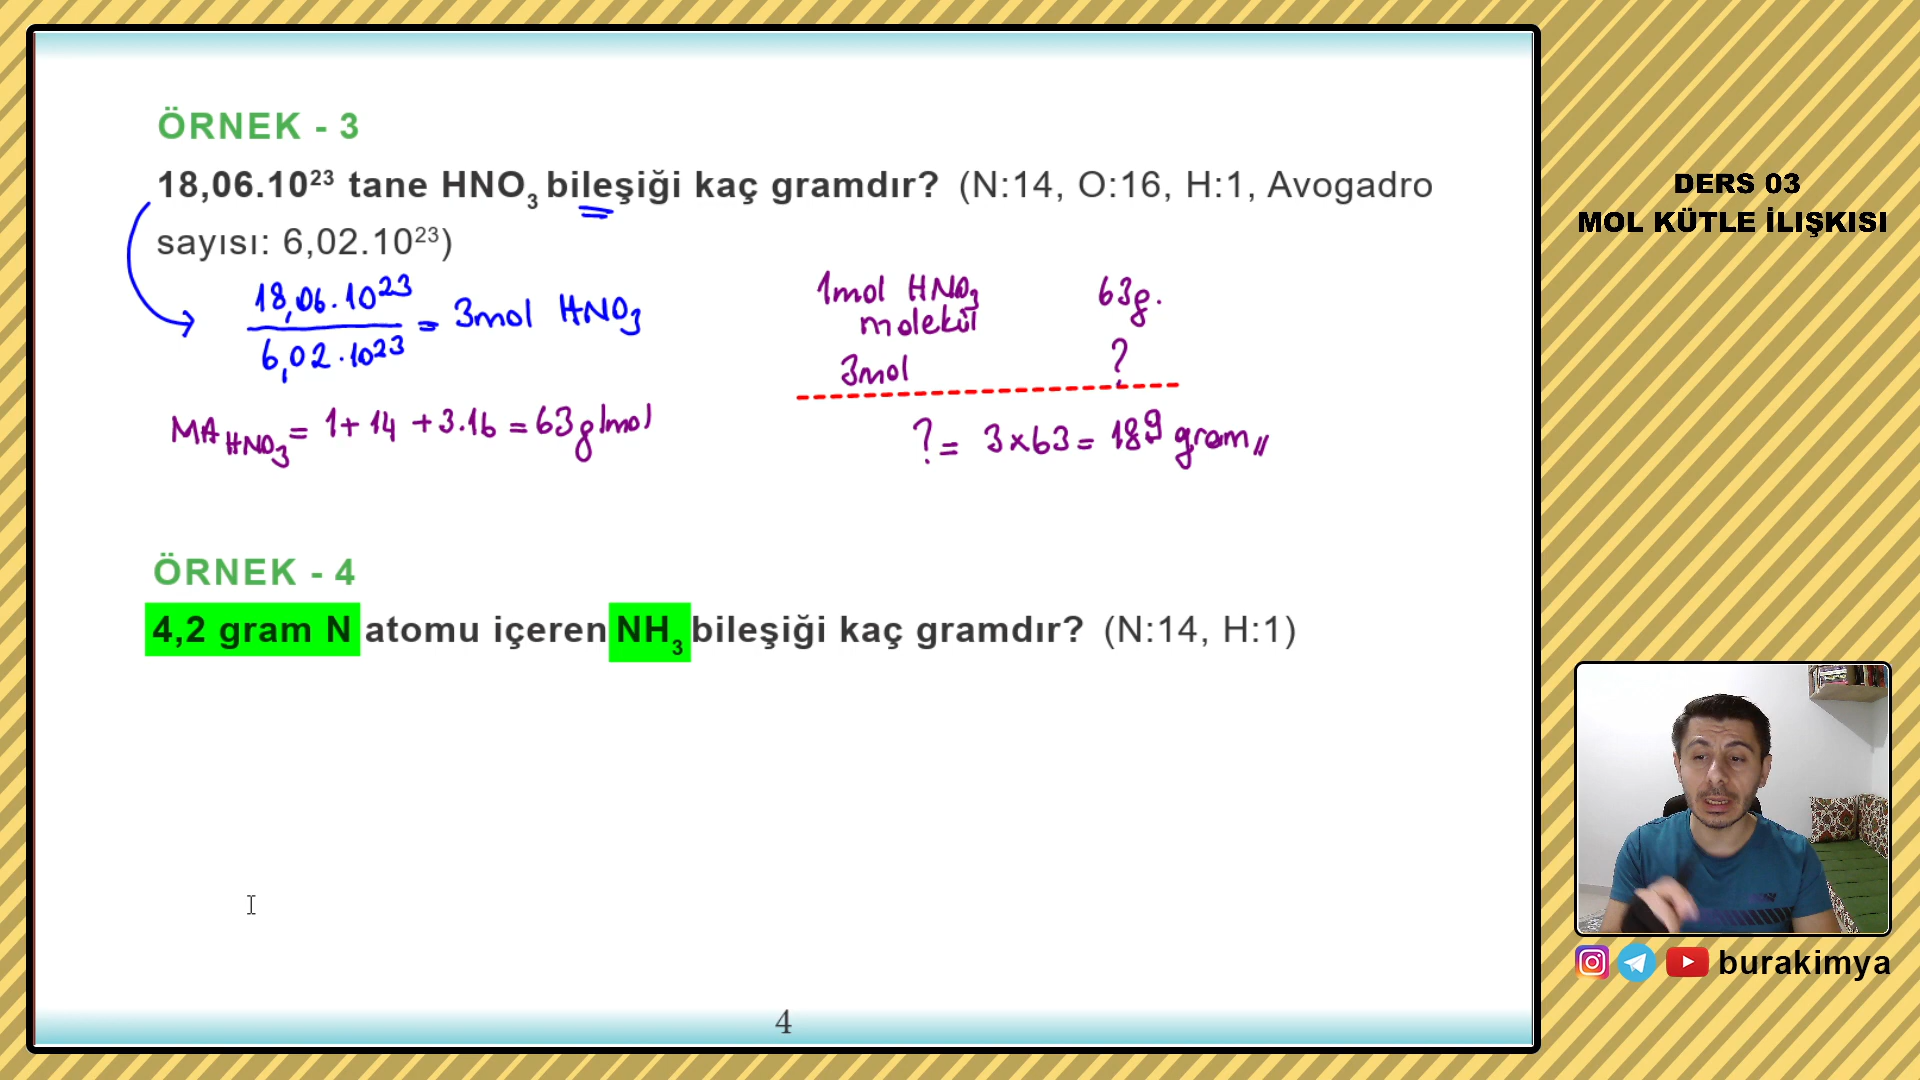 ÖRNEK - 3
18,06.10²³ tane HNO₃ bileşiği kaç gramdır? (N:14, O:16, H:1, Avogadro
sayısı: 6,02.10²³)
18,06.10²³
6,02.10²³
= 3mol HNO₃
MA HNO₃ = 1+14+3.16 = 63g/mol
1mol HNO₃ 63g.
molekül
3mol ?
? = 3x63 = 189 gram //
ÖRNEK - 4
4,2 gram N atomu içeren NH₃ bileşiği kaç gramdır? (N:14, H:1)
4
DERS 03
MOL KÜTLE İLIŞKISI
burakimya